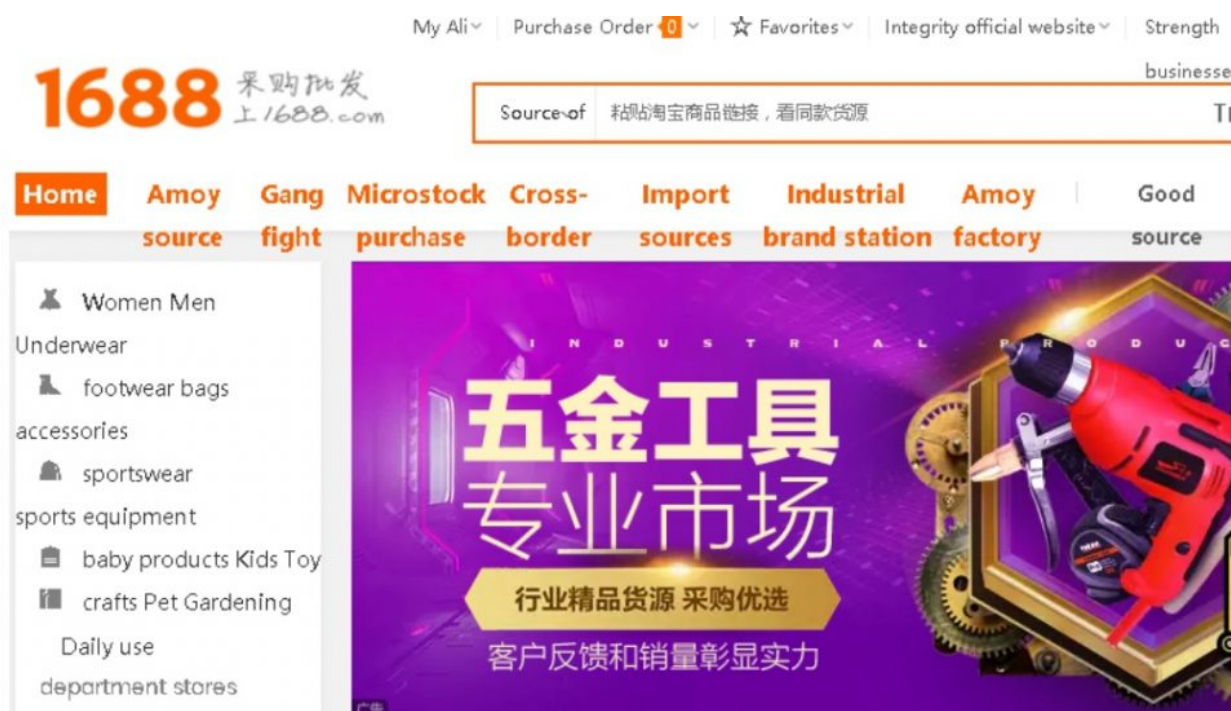 My Ali Purchase Order 0 Favorites Integrity official website Strength
businesse
1688 采购批发
上1688.com
Source of 粘贴淘宝商品链接，看同款货源
Home Amoy Gang Microstock Cross- Import Industrial Amoy Good
source fight purchase border sources brand station factory source
Women Men
Underwear
footwear bags
accessories
sportswear
sports equipment
baby products Kids Toy
crafts Pet Gardening
Daily use
department stores
INDUSTRIAL PRODUC
五金工具
专业市场
行业精品货源 采购优选
客户反馈和销量彰显实力
广告